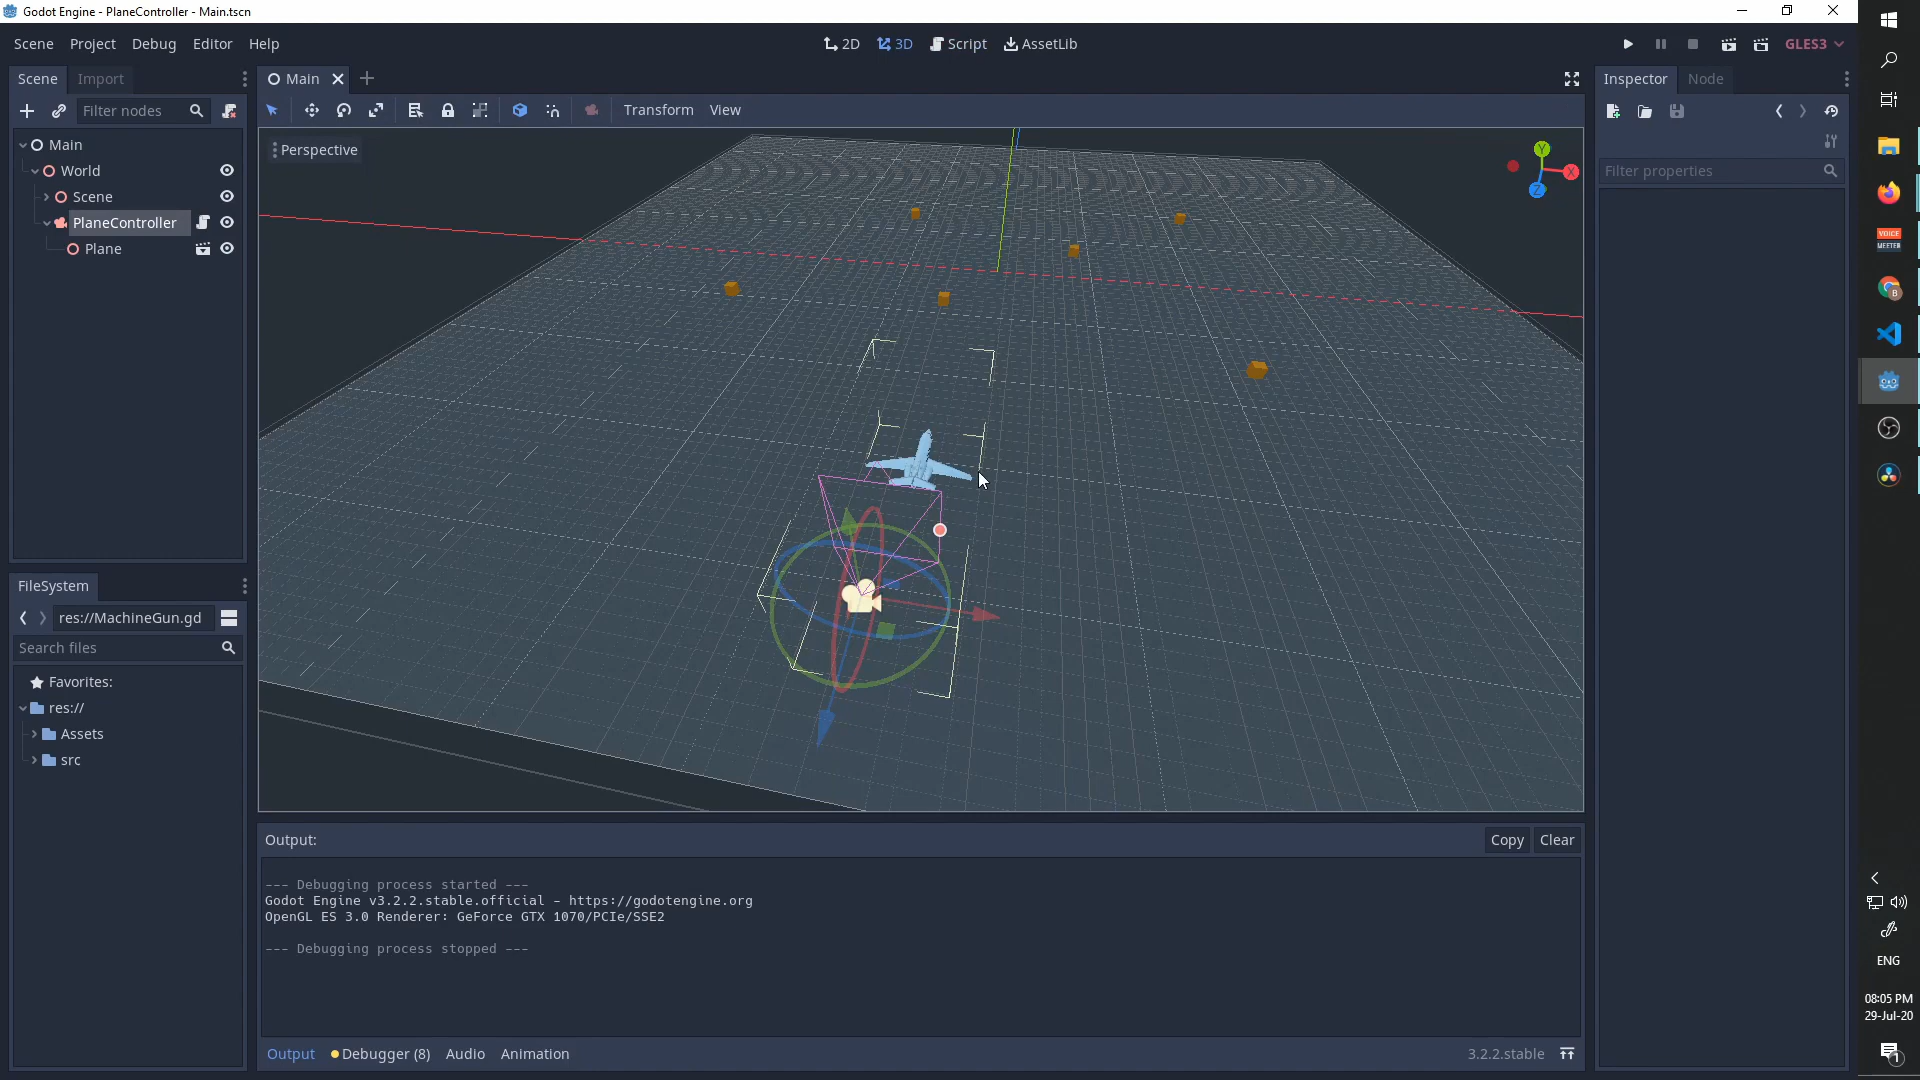 Godot Engine - PlaneController - Main.tscn
Scene Project Debug Editor Help
2D 3D Script AssetLib
GLES3
Scene Import
Main
Inspector Node
Filter nodes
Transform View
Main
World
Scene
PlaneController
Plane
Perspective
Y
X
Z
Filter properties
VOICE
MEETER
B
FileSystem
res://MachineGun.gd
Search files
Favorites:
res://
Assets
src
Output:
Copy Clear
--- Debugging process started ---
Godot Engine v3.2.2.stable.official - https://godotengine.org
OpenGL ES 3.0 Renderer: GeForce GTX 1070/PCIe/SSE2
--- Debugging process stopped ---
Output Debugger (8) Audio Animation
3.2.2.stable
ENG
08:05 PM
29-Jul-20
1